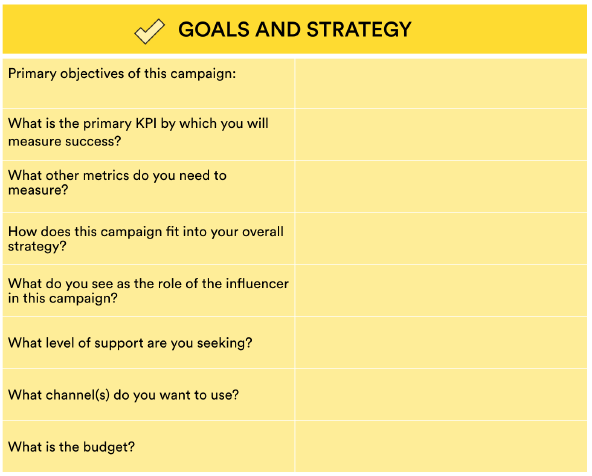 GOALS AND STRATEGY
Primary objectives of this campaign:
What is the primary KPI by which you will
measure success?
What other metrics do you need to
measure?
How does this campaign fit into your overall
strategy?
What do you see as the role of the influencer
in this campaign?
What level of support are you seeking?
What channel(s) do you want to use?
What is the budget?